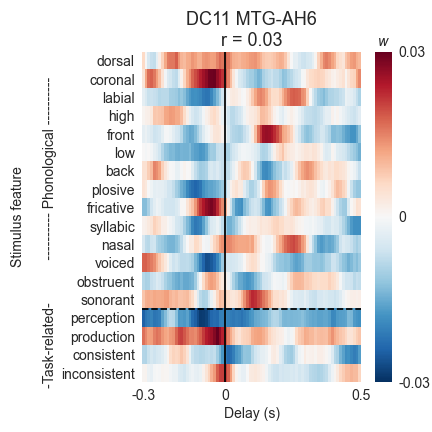 DC11 MTG-AH6
r = 0.03
w
dorsal
coronal
labial
high
front
low
back
plosive
fricative
syllabic
nasal
voiced
obstruent
sonorant
perception
production
consistent
inconsistent
Stimulus feature
---------- Phonological ----------
-Task-related-
0.03
0
-0.03
-0.3 0 0.5
Delay (s)